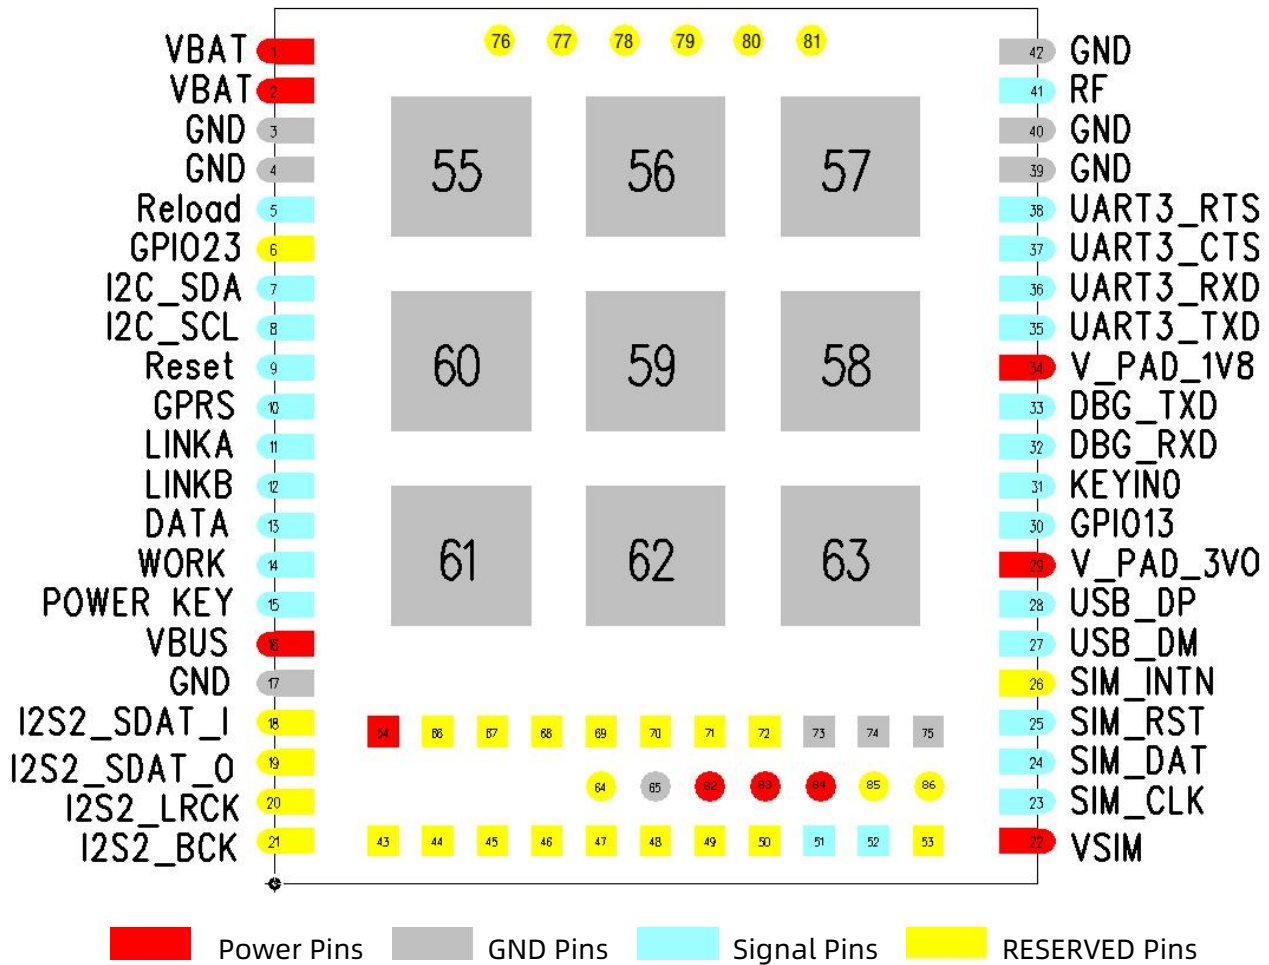 76 77 78 79 80 81
VBAT 1
VBAT 2
GND 3
GND 4
Reload 5
GPIO23 6
I2C_SDA 7
I2C_SCL 8
Reset 9
GPRS 10
LINKA 11
LINKB 12
DATA 13
WORK 14
POWER KEY 15
VBUS 16
GND 17
I2S2_SDAT_I 18
I2S2_SDAT_O 19
I2S2_LRCK 20
I2S2_BCK 21
55 56 57
60 59 58
61 62 63
54 66 67 68 69 70 71 72 73 74 75
64 65 82 83 84 85 86
43 44 45 46 47 48 49 50 51 52 53
42 GND
41 RF
40 GND
39 GND
38 UART3_RTS
37 UART3_CTS
36 UART3_RXD
35 UART3_TXD
34 V_PAD_1V8
33 DBG_TXD
32 DBG_RXD
31 KEYIN0
30 GPIO13
29 V_PAD_3V0
28 USB_DP
27 USB_DM
26 SIM_INTN
25 SIM_RST
24 SIM_DAT
23 SIM_CLK
22 VSIM
Power Pins GND Pins Signal Pins RESERVED Pins